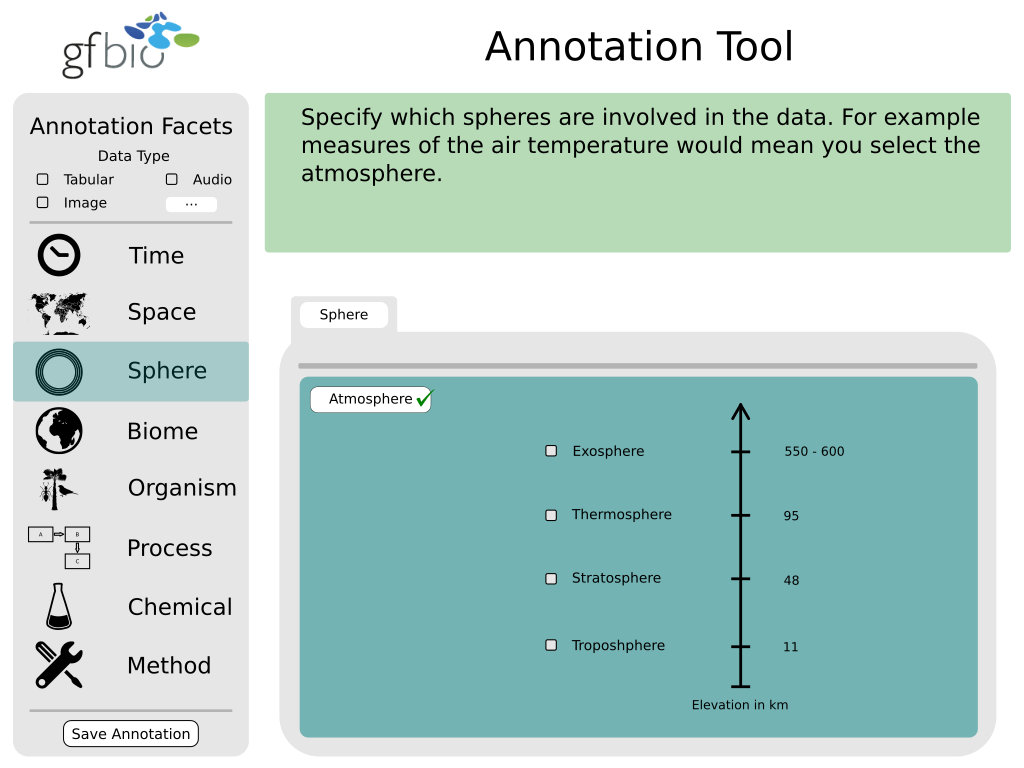 gfbio
Annotation Tool
Annotation Facets
Data Type
Tabular
Audio
Image
...
Time
Space
Sphere
Biome
Organism
A
B
C
Process
Chemical
Method
Save Annotation
Specify which spheres are involved in the data. For example
measures of the air temperature would mean you select the
atmosphere.
Sphere
Atmosphere
Exosphere
550 - 600
Thermosphere
95
Stratosphere
48
Troposhphere
11
Elevation in km